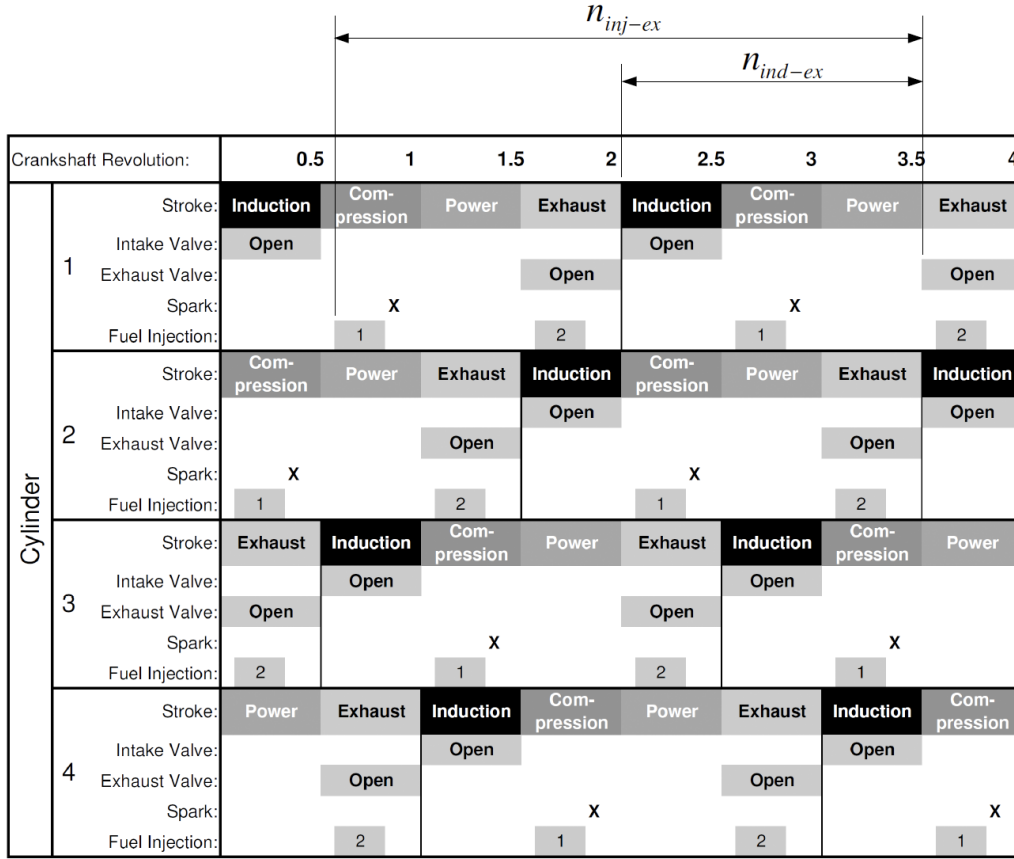 n_{inj-ex}
n_{ind-ex}
Crankshaft Revolution: 0.5 1 1.5 2 2.5 3 3.5 4
Cylinder
1
Stroke: Induction Com-pression Power Exhaust Induction Com-pression Power Exhaust
Intake Valve: Open Open
Exhaust Valve: Open Open
Spark: X X
Fuel Injection: 1 2 1 2
2
Stroke: Com-pression Power Exhaust Induction Com-pression Power Exhaust Induction
Intake Valve: Open Open
Exhaust Valve: Open Open
Spark: X X
Fuel Injection: 1 2 1 2
3
Stroke: Exhaust Induction Com-pression Power Exhaust Induction Com-pression Power
Intake Valve: Open Open
Exhaust Valve: Open Open
Spark: X X
Fuel Injection: 2 1 2 1
4
Stroke: Power Exhaust Induction Com-pression Power Exhaust Induction Com-pression
Intake Valve: Open Open
Exhaust Valve: Open Open
Spark: X X
Fuel Injection: 2 1 2 1